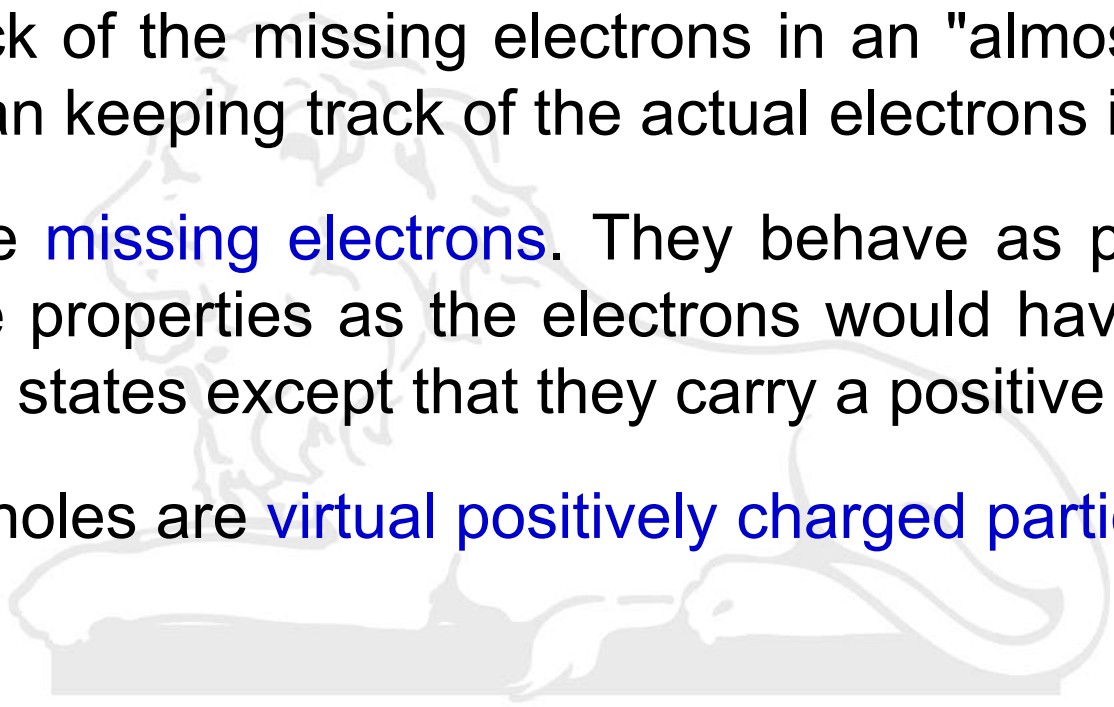 ck of the missing electrons in an "almos
an keeping track of the actual electrons i
e missing electrons. They behave as p
e properties as the electrons would hav
states except that they carry a positive
holes are virtual positively charged parti